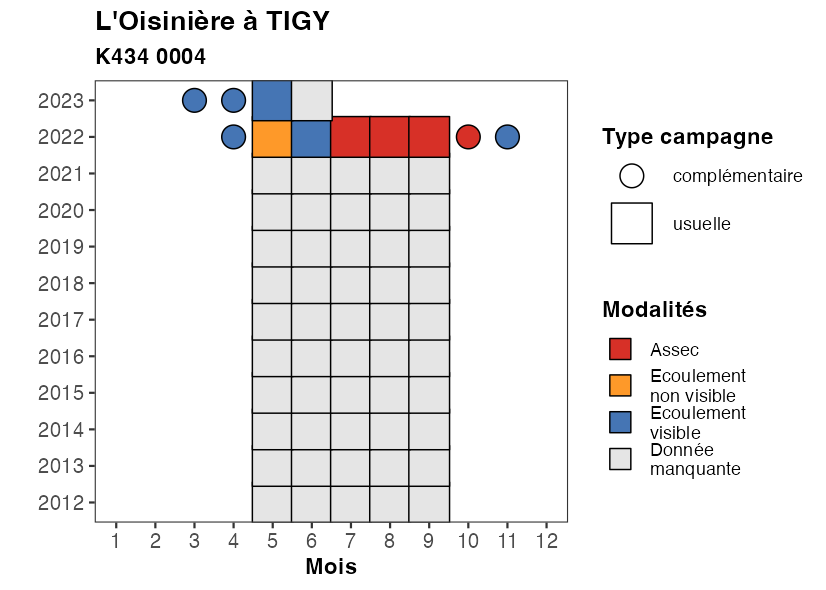 L'Oisinière à TIGY
K434 0004
2023
2022
2021
2020
2019
2018
2017
2016
2015
2014
2013
2012
1 2 3 4 5 6 7 8 9 10 11 12
Mois
Type campagne
complémentaire
usuelle
Modalités
Assec
Ecoulement
non visible
Ecoulement
visible
Donnée
manquante